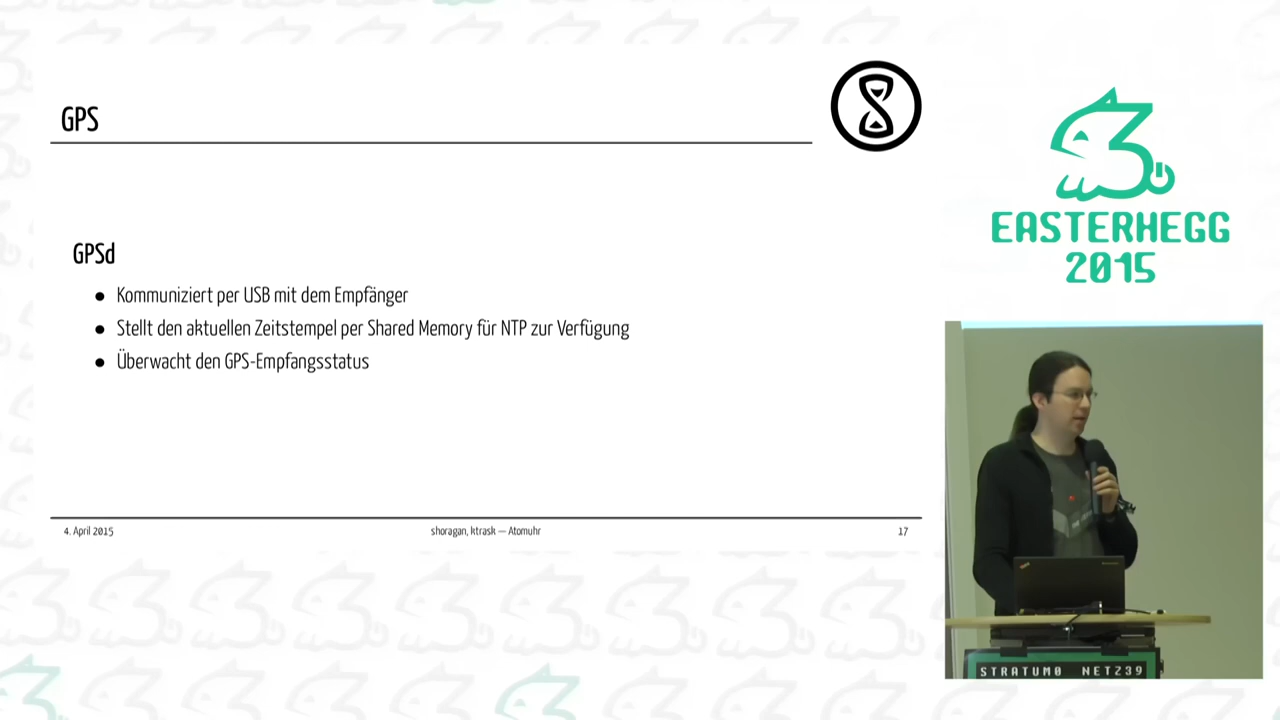 GPS
GPSd
● Kommuniziert per USB mit dem Empfänger
● Stellt den aktuellen Zeitstempel per Shared Memory für NTP zur Verfügung
● Überwacht den GPS-Empfangsstatus
4. April 2015
shoragan, ktrask — Atomuhr
17
EASTERHEGG
2015
STRATUM0 NET239